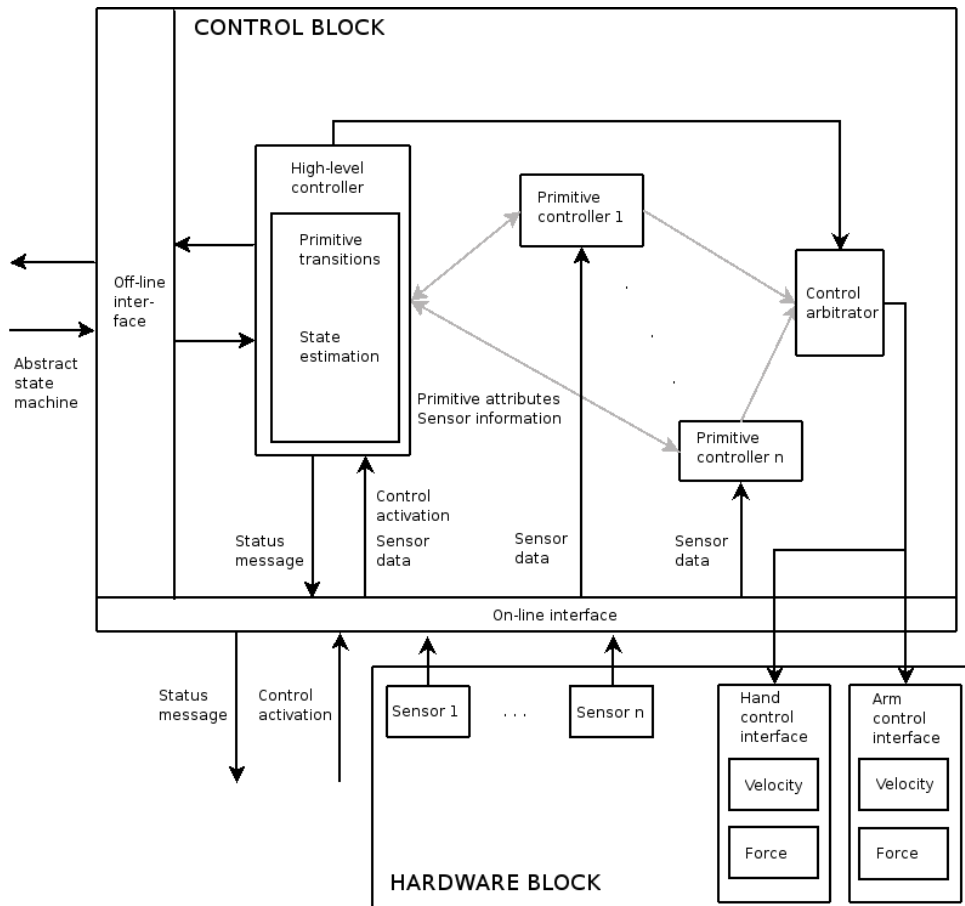 CONTROL BLOCK
High-level
controller
Primitive
transitions
State
estimation
Primitive
controller 1
Control
arbitrator
Off-line
inter-
face
Abstract
state
machine
Primitive attributes
Sensor information
Primitive
controller n
Status
message
Control
activation
Sensor
data
Sensor
data
Sensor
data
On-line interface
Status
message
Control
activation
Sensor 1
. . .
Sensor n
Hand
control
interface
Velocity
Force
Arm
control
interface
Velocity
Force
HARDWARE BLOCK